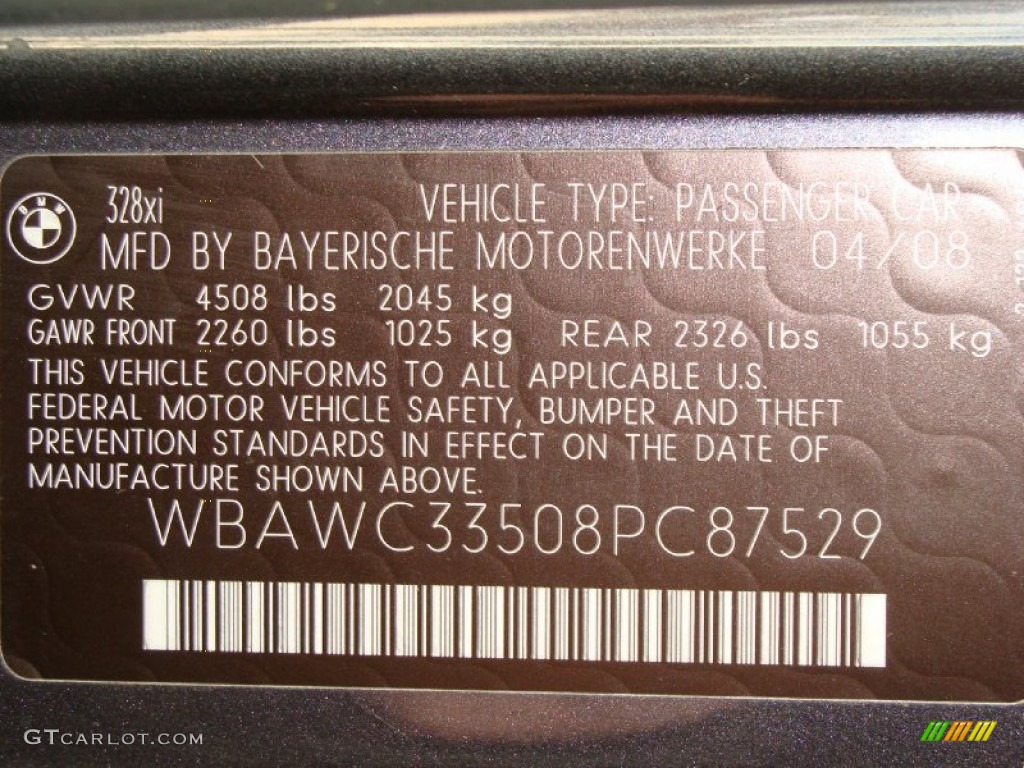 BMW
328xi VEHICLE TYPE: PASSENGER CAR
MFD BY BAYERISCHE MOTORENWERKE 04/08
GVWR 4508 lbs 2045 kg
GAWR FRONT 2260 lbs 1025 kg REAR 2326 lbs 1055 kg
THIS VEHICLE CONFORMS TO ALL APPLICABLE U.S.
FEDERAL MOTOR VEHICLE SAFETY, BUMPER AND THEFT
PREVENTION STANDARDS IN EFFECT ON THE DATE OF
MANUFACTURE SHOWN ABOVE.
WBAWC33508PC87529
GTCARLOT.COM